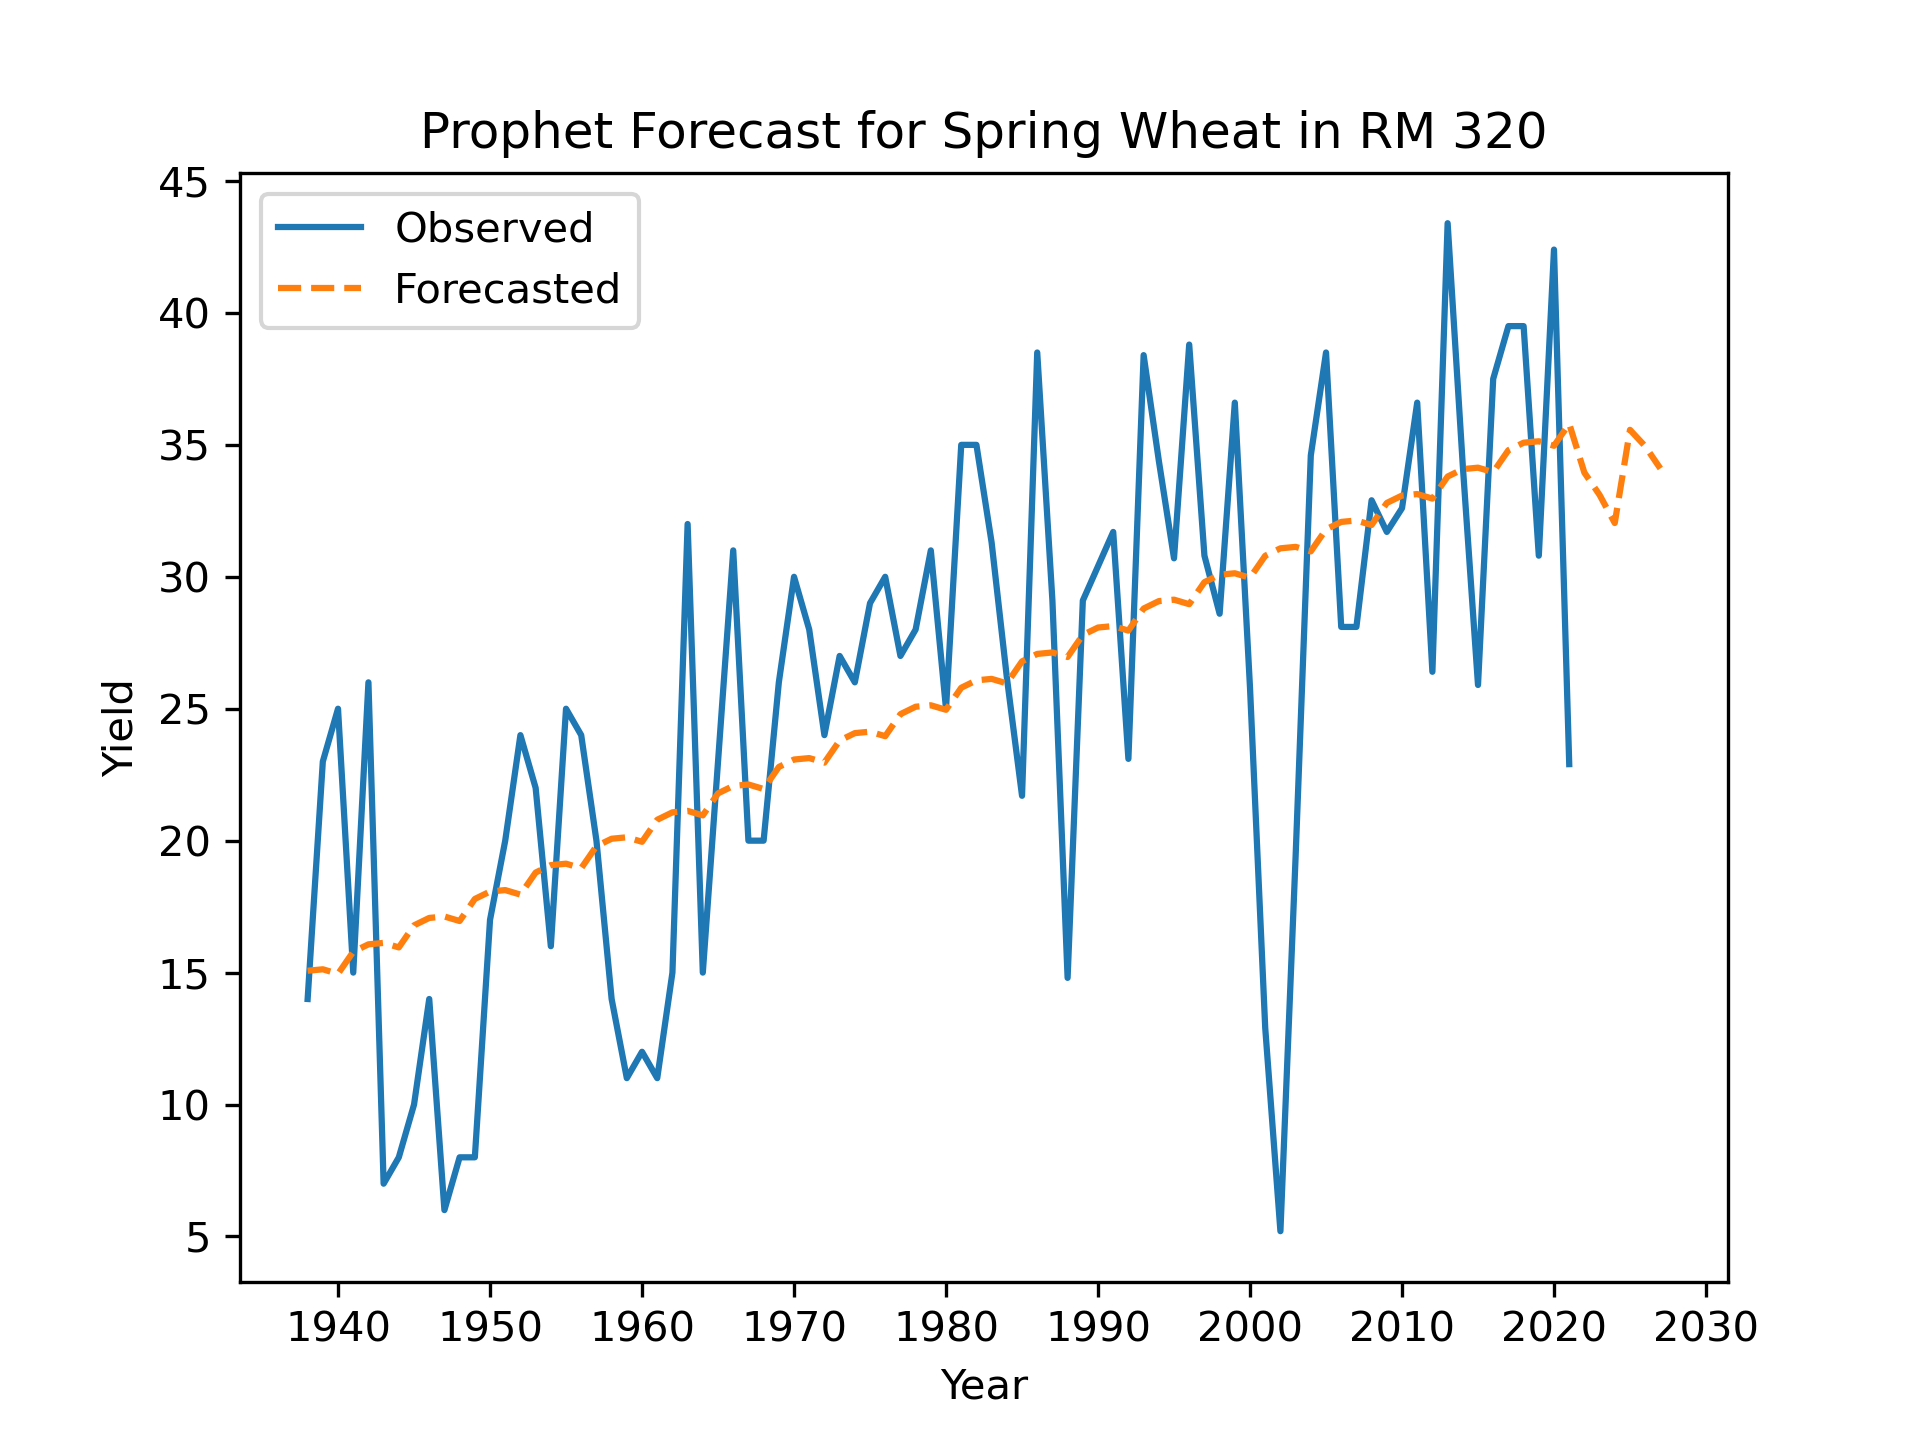 Prophet Forecast for Spring Wheat in RM 320
Observed
Forecasted
45
40
35
30
25
20
15
10
5
Yield
1940 1950 1960 1970 1980 1990 2000 2010 2020 2030
Year